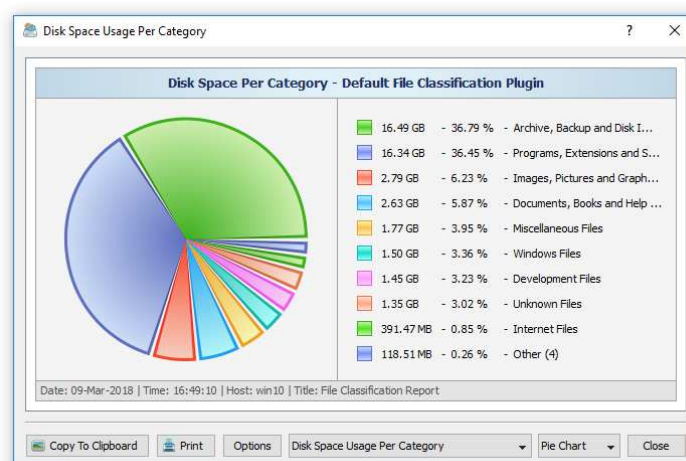 Disk Space Usage Per Category
?
Disk Space Per Category - Default File Classification Plugin
16.49 GB - 36.79 % - Archive, Backup and Disk I...
16.34 GB - 36.45 % - Programs, Extensions and S...
2.79 GB - 6.23 % - Images, Pictures and Graph...
2.63 GB - 5.87 % - Documents, Books and Help ...
1.77 GB - 3.95 % - Miscellaneous Files
1.50 GB - 3.36 % - Windows Files
1.45 GB - 3.23 % - Development Files
1.35 GB - 3.02 % - Unknown Files
391.47 MB - 0.85 % - Internet Files
118.51 MB - 0.26 % - Other (4)
Date: 09-Mar-2018 | Time: 16:49:10 | Host: win10 | Title: File Classification Report
Copy To Clipboard Print Options Disk Space Usage Per Category Pie Chart Close